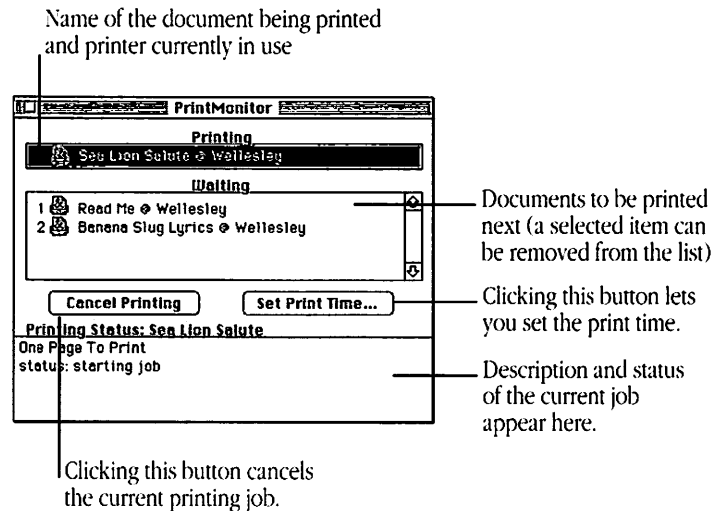 Name of the document being printed
and printer currently in use
PrintMonitor
Printing
Sea Lion Salute @ Wellesley
Waiting
1 Read Me @ Wellesley
2 Banana Slug Lyrics @ Wellesley
Documents to be printed
next (a selected item can
be removed from the list)
Cancel Printing
Set Print Time...
Clicking this button lets
you set the print time.
Printing Status: Sea Lion Salute
One Page To Print
status: starting job
Description and status
of the current job
appear here.
Clicking this button cancels
the current printing job.